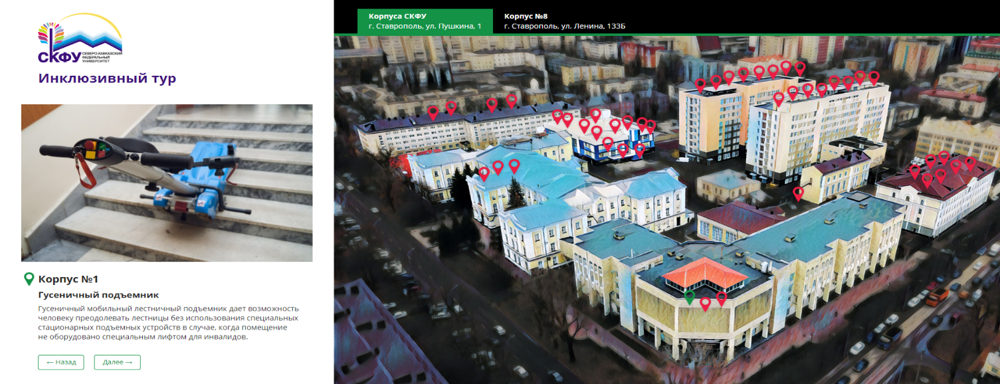 СКФУ
СЕВЕРО-КАВКАЗСКИЙ
ФЕДЕРАЛЬНЫЙ
УНИВЕРСИТЕТ
Инклюзивный тур
Корпус №1
Гусеничный подъемник
Гусеничный мобильный лестничный подъемник дает возможность
человеку преодолевать лестницы без использования специальных
стационарных подъемных устройств в случае, когда помещение
не оборудовано специальным лифтом для инвалидов.
← Назад
Далее →
Корпуса СКФУ
г. Ставрополь, ул. Пушкина, 1
Корпус №8
г. Ставрополь, ул. Ленина, 133Б